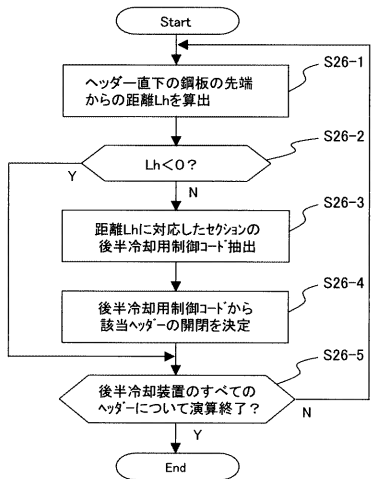 Start
ヘッダー直下の鋼板の先端
からの距離Lhを算出
S26-1
Lh<0?
S26-2
Y
N
距離Lhに対応したセクションの
後半冷却用制御コード抽出
S26-3
後半冷却用制御コードから
該当ヘッダーの開閉を決定
S26-4
後半冷却装置のすべての
ヘッダーについて演算終了?
S26-5
N
Y
End